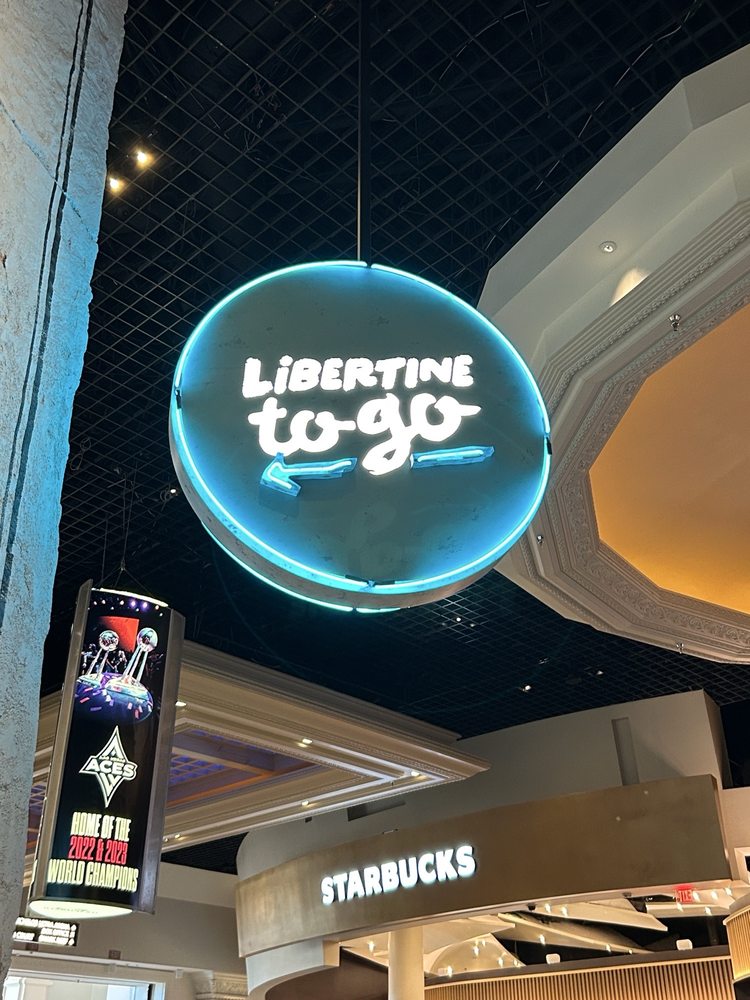 LiBERTINE
to go
ACES
HOME OF THE
2022 & 2023
WORLD CHAMPIONS
STARBUCKS